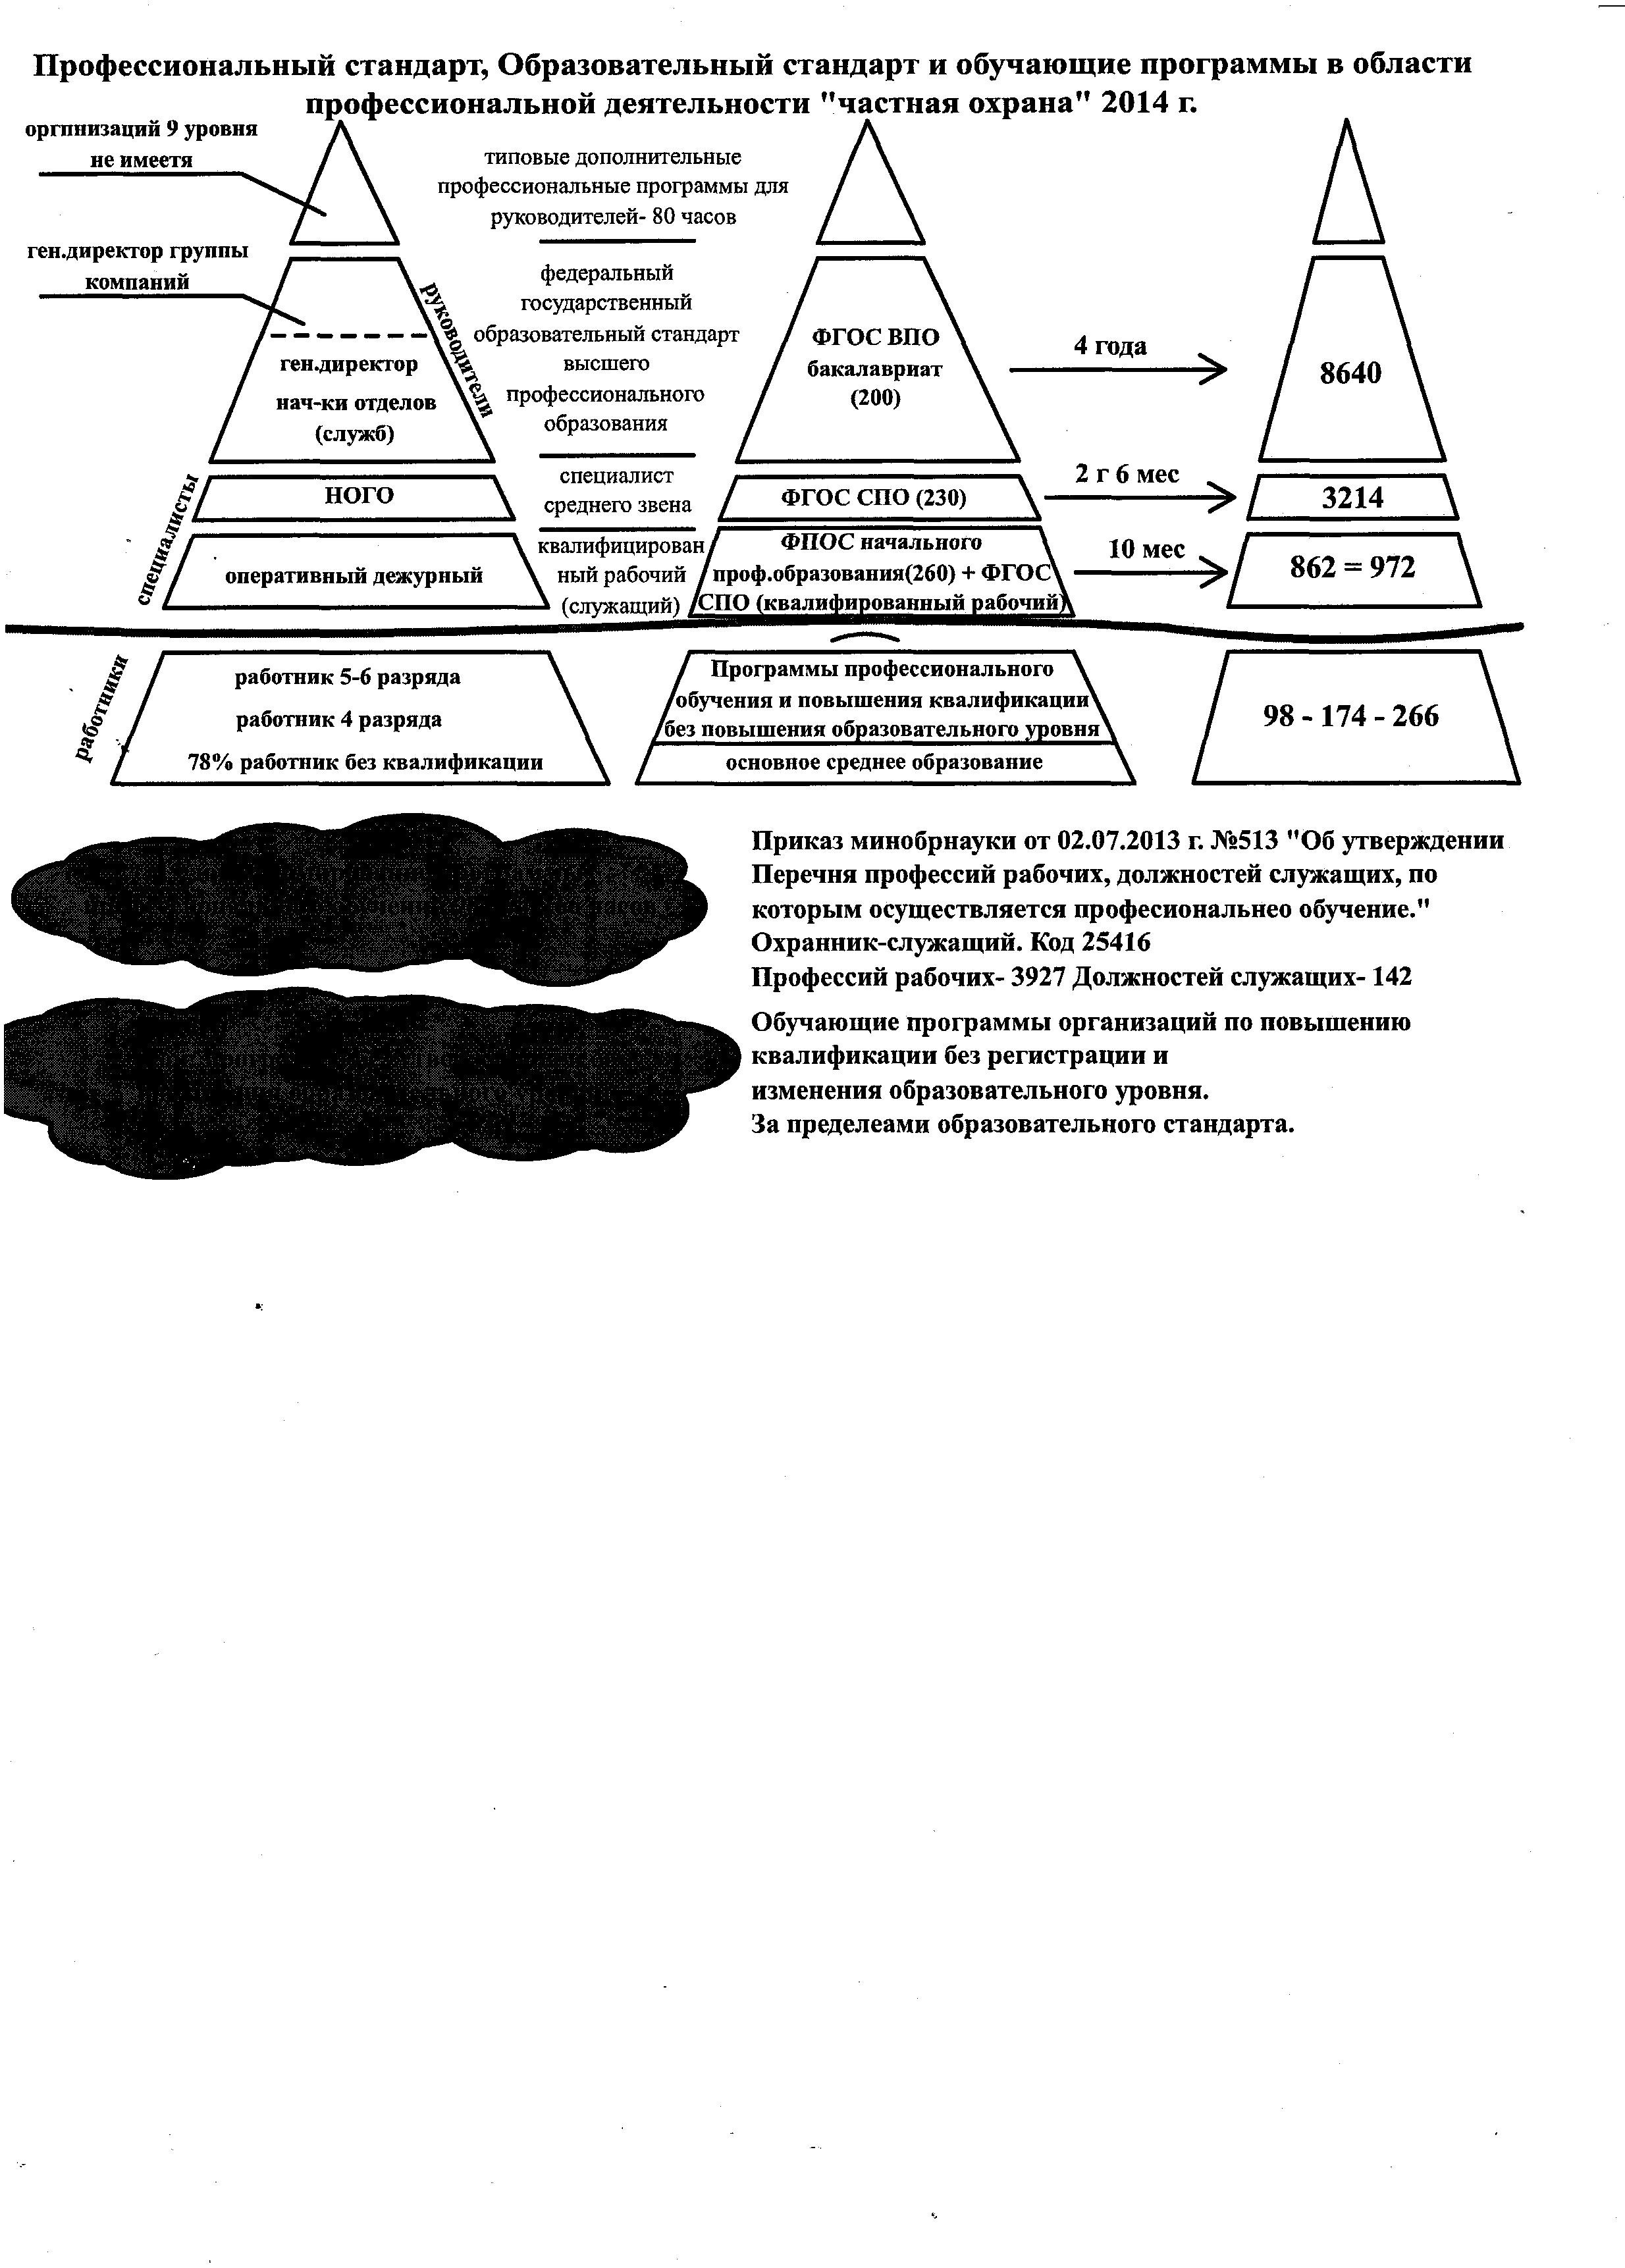 Профессиональный стандарт, Образовательный стандарт и обучающие программы в области
профессиональной деятельности "частная охрана" 2014 г.
оргпнизаций 9 уровня
не имеетя
ген.директор группы
компаний
руководители
ген.директор
нач-ки отделов
(служб)
специалисты
НОГО
оперативный дежурный
работники
работник 5-6 разряда
работник 4 разряда
78% работник без квалификации
типовые дополнительные
профессиональные программы для
руководителей- 80 часов
федеральный
государственный
образовательный стандарт
высшего
профессионального
образования
специалист
среднего звена
квалифицирован
ный рабочий
(служащий)
ФГОС ВПО
бакалавриат
(200)
ФГОС СПО (230)
ФПОС начального
проф.образования(260) + ФГОС
СПО (квалифированный рабочий)
Программы профессионального
обучения и повышения квалификации
без повышения образовательного уровня
основное среднее образование
4 года
2 г 6 мес
10 мес
8640
3214
862 = 972
98 - 174 - 266
Приказ минобрнауки от 02.07.2013 г. №513 "Об утверждении
Перечня профессий рабочих, должностей служащих, по
которым осуществляется професиональнео обучение."
Охранник-служащий. Код 25416
Профессий рабочих- 3927 Должностей служащих- 142
Обучающие программы организаций по повышению
квалификации без регистрации и
изменения образовательного уровня.
За пределеами образовательного стандарта.